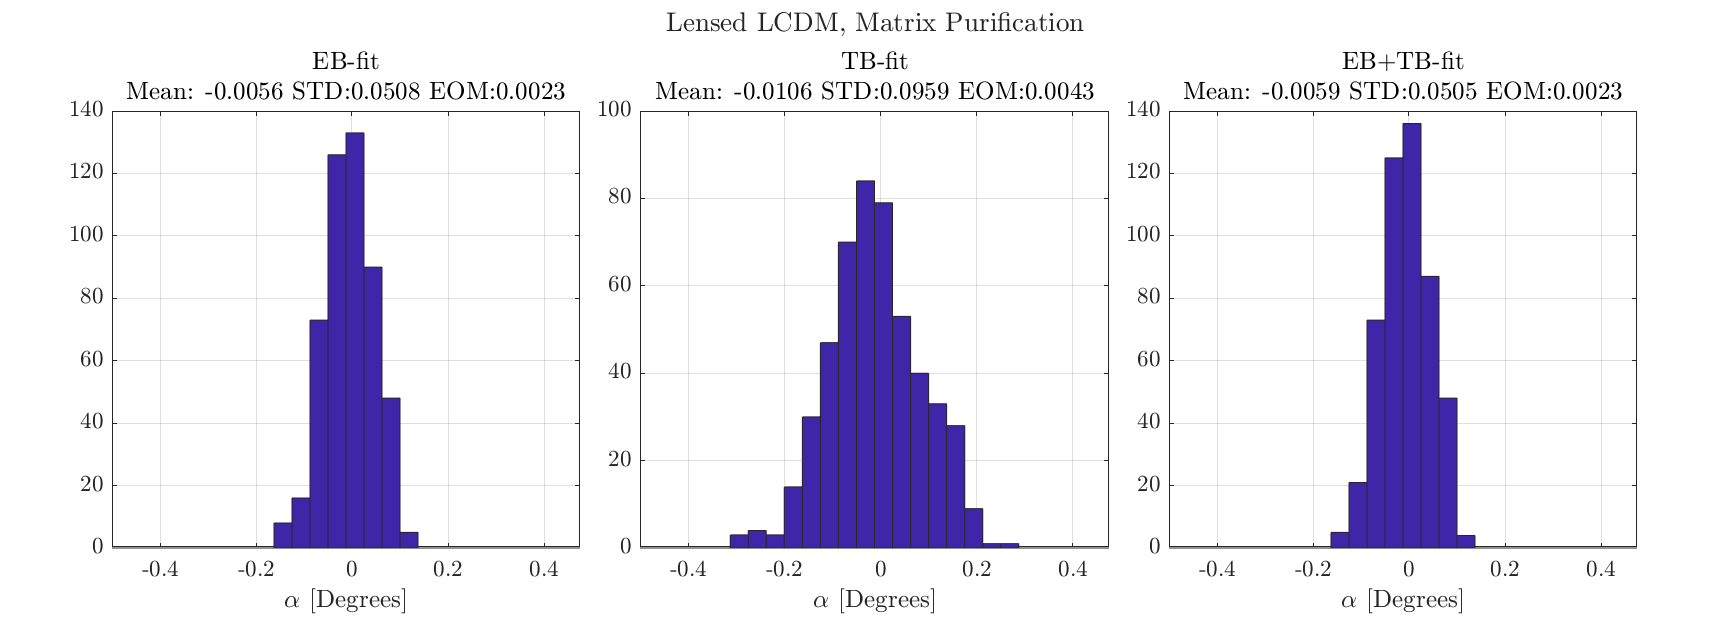 Lensed LCDM, Matrix Purification
EB-fit
Mean: -0.0056 STD:0.0508 EOM:0.0023
140
120
100
80
60
40
20
0
-0.4 -0.2 0 0.2 0.4
α [Degrees]
TB-fit
Mean: -0.0106 STD:0.0959 EOM:0.0043
100
80
60
40
20
0
-0.4 -0.2 0 0.2 0.4
α [Degrees]
EB+TB-fit
Mean: -0.0059 STD:0.0505 EOM:0.0023
140
120
100
80
60
40
20
0
-0.4 -0.2 0 0.2 0.4
α [Degrees]